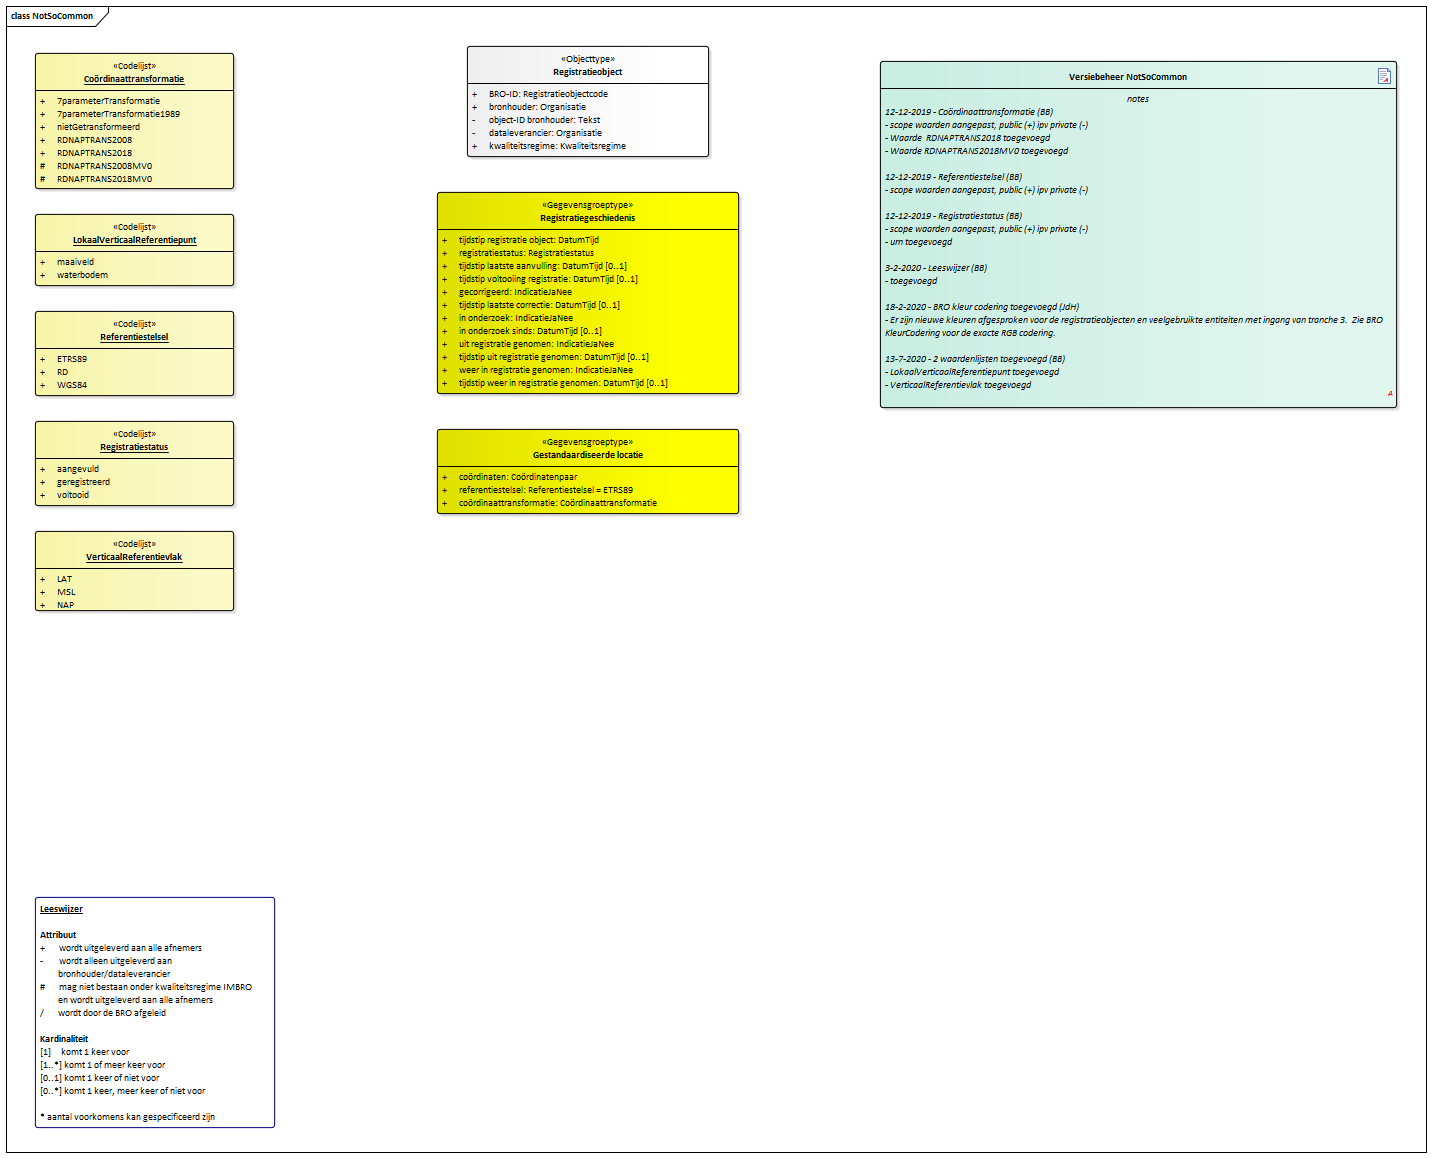 class NotSoCommon
«Codelijst»
Coördinaattransformatie
+ 7parameterTransformatie
+ 7parameterTransformatie1989
+ nietGetransformeerd
+ RDNAPTRANS2008
+ RDNAPTRANS2018
# RDNAPTRANS2008MV0
# RDNAPTRANS2018MV0
«Codelijst»
LokaalVerticaalReferentiepunt
+ maaiveld
+ waterbodem
«Codelijst»
Referentiestelsel
+ ETRS89
+ RD
+ WGS84
«Codelijst»
Registratiestatus
+ aangevuld
+ geregistreerd
+ voltooid
«Codelijst»
VerticaalReferentievlak
+ LAT
+ MSL
+ NAP
«Objecttype»
Registratieobject
+ BRO-ID: Registratieobjectcode
+ bronhouder: Organisatie
- object-ID bronhouder: Tekst
- dataleverancier: Organisatie
+ kwaliteitsregime: Kwaliteitsregime
«Gegevensgroeptype»
Registratiegeschiedenis
+ tijdstip registratie object: DatumTijd
+ registratiestatus: Registratiestatus
+ tijdstip laatste aanvulling: DatumTijd [0..1]
+ tijdstip voltooiing registratie: DatumTijd [0..1]
+ gecorrigeerd: IndicatieJaNee
+ tijdstip laatste correctie: DatumTijd [0..1]
+ in onderzoek: IndicatieJaNee
+ in onderzoek sinds: DatumTijd [0..1]
+ uit registratie genomen: IndicatieJaNee
+ tijdstip uit registratie genomen: DatumTijd [0..1]
+ weer in registratie genomen: IndicatieJaNee
+ tijdstip weer in registratie genomen: DatumTijd [0..1]
«Gegevensgroeptype»
Gestandaardiseerde locatie
+ coördinaten: Coördinatenpaar
+ referentiestelsel: Referentiestelsel = ETRS89
+ coördinaattransformatie: Coördinaattransformatie
Versiebeheer NotSoCommon
notes
12-12-2019 - Coördinaattransformatie (BB)
- scope waarden aangepast, public (+) ipv private (-)
- Waarde  RDNAPTRANS2018 toegevoegd
- Waarde RDNAPTRANS2018MV0 toegevoegd
12-12-2019 - Referentiestelsel (BB)
- scope waarden aangepast, public (+) ipv private (-)
12-12-2019 - Registratiestatus (BB)
- scope waarden aangepast, public (+) ipv private (-)
- urn toegevoegd
3-2-2020 - Leeswijzer (BB)
- toegevoegd
18-2-2020 - BRO kleur codering toegevoegd (JdH)
- Er zijn nieuwe kleuren afgesproken voor de registratieobjecten en veelgebruikte entiteiten met ingang van tranche 3.  Zie BRO
KleurCodering voor de exacte RGB codering.
13-7-2020 - 2 waardenlijsten toegevoegd (BB)
- LokaalVerticaalReferentiepunt toegevoegd
- VerticaalReferentievlak toegevoegd
A
Leeswijzer
Attribuut
+ wordt uitgeleverd aan alle afnemers
- wordt alleen uitgeleverd aan
bronhouder/dataleverancier
# mag niet bestaan onder kwaliteitsregime IMBRO
en wordt uitgeleverd aan alle afnemers
/ wordt door de BRO afgeleid
Kardinaliteit
[1] komt 1 keer voor
[1..*] komt 1 of meer keer voor
[0..1] komt 1 keer of niet voor
[0..*] komt 1 keer, meer keer of niet voor
* aantal voorkomens kan gespecificeerd zijn